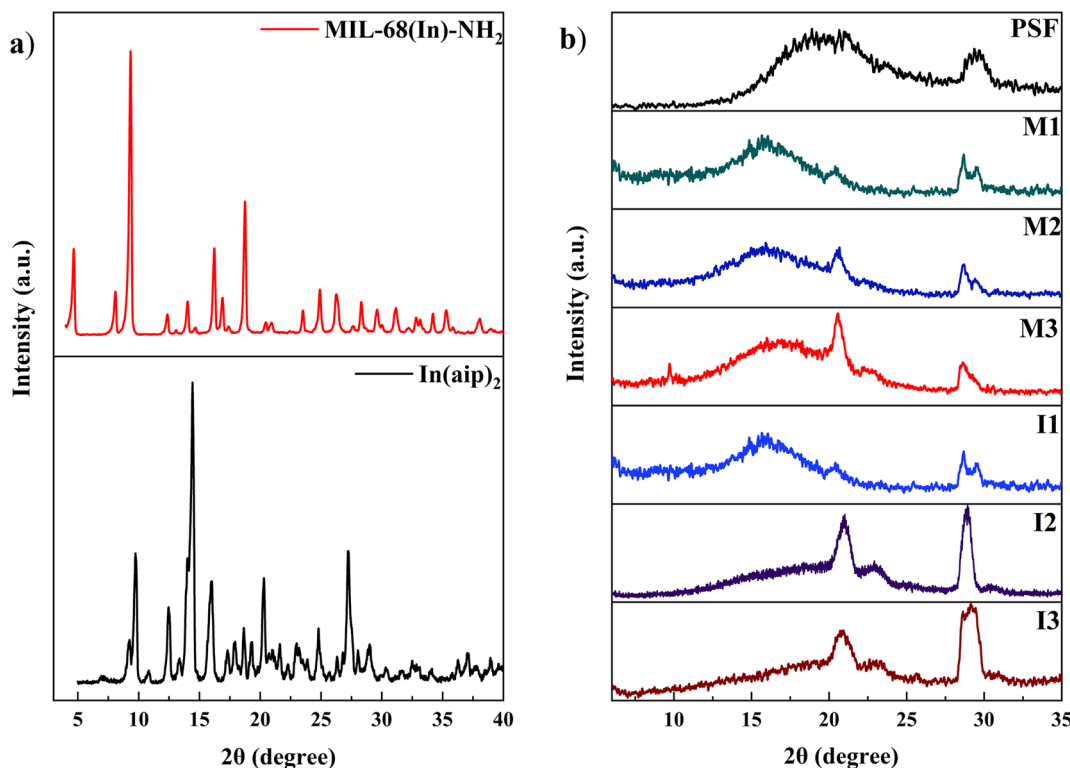 a)
MIL-68(In)-NH₂
In(aip)₂
Intensity (a.u.)
Intensity (a.u.)
5 10 15 20 25 30 35 40
2θ (degree)
b)
PSF
M1
M2
M3
I1
I2
I3
Intensity (a.u.)
10 15 20 25 30 35
2θ (degree)